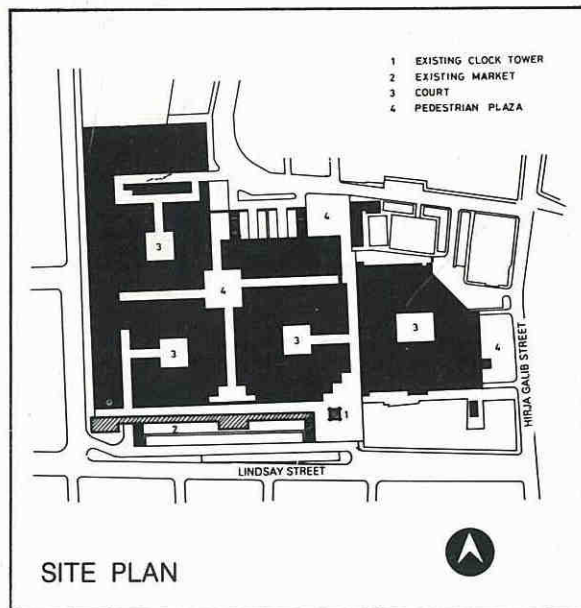 1 EXISTING CLOCK TOWER
2 EXISTING MARKET
3 COURT
4 PEDESTRIAN PLAZA
4
3
4
3
3
3
4
HIRJA GALIB STREET
1
2
LINDSAY STREET
SITE PLAN